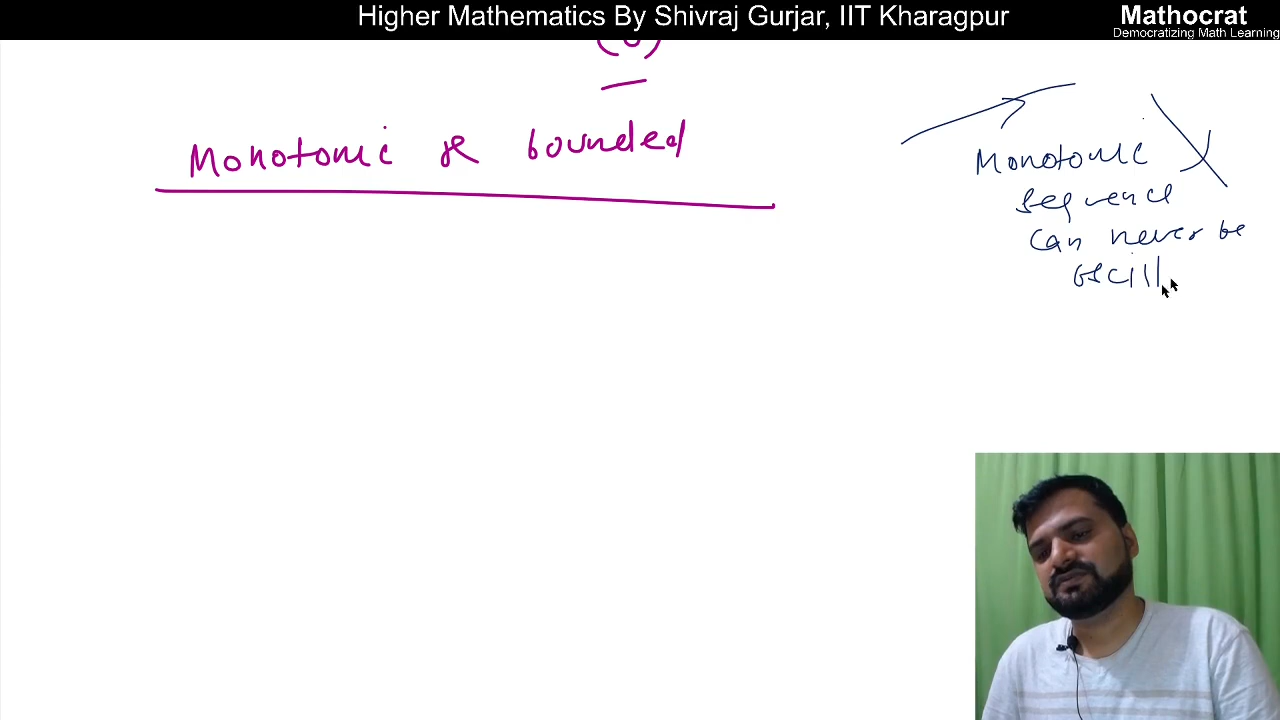 Higher Mathematics By Shivraj Gurjar, IIT Kharagpur
Mathocrat
Democratizing Math Learning
Monotonic & bounded
Monotonic
Sequence
can never be
oscill